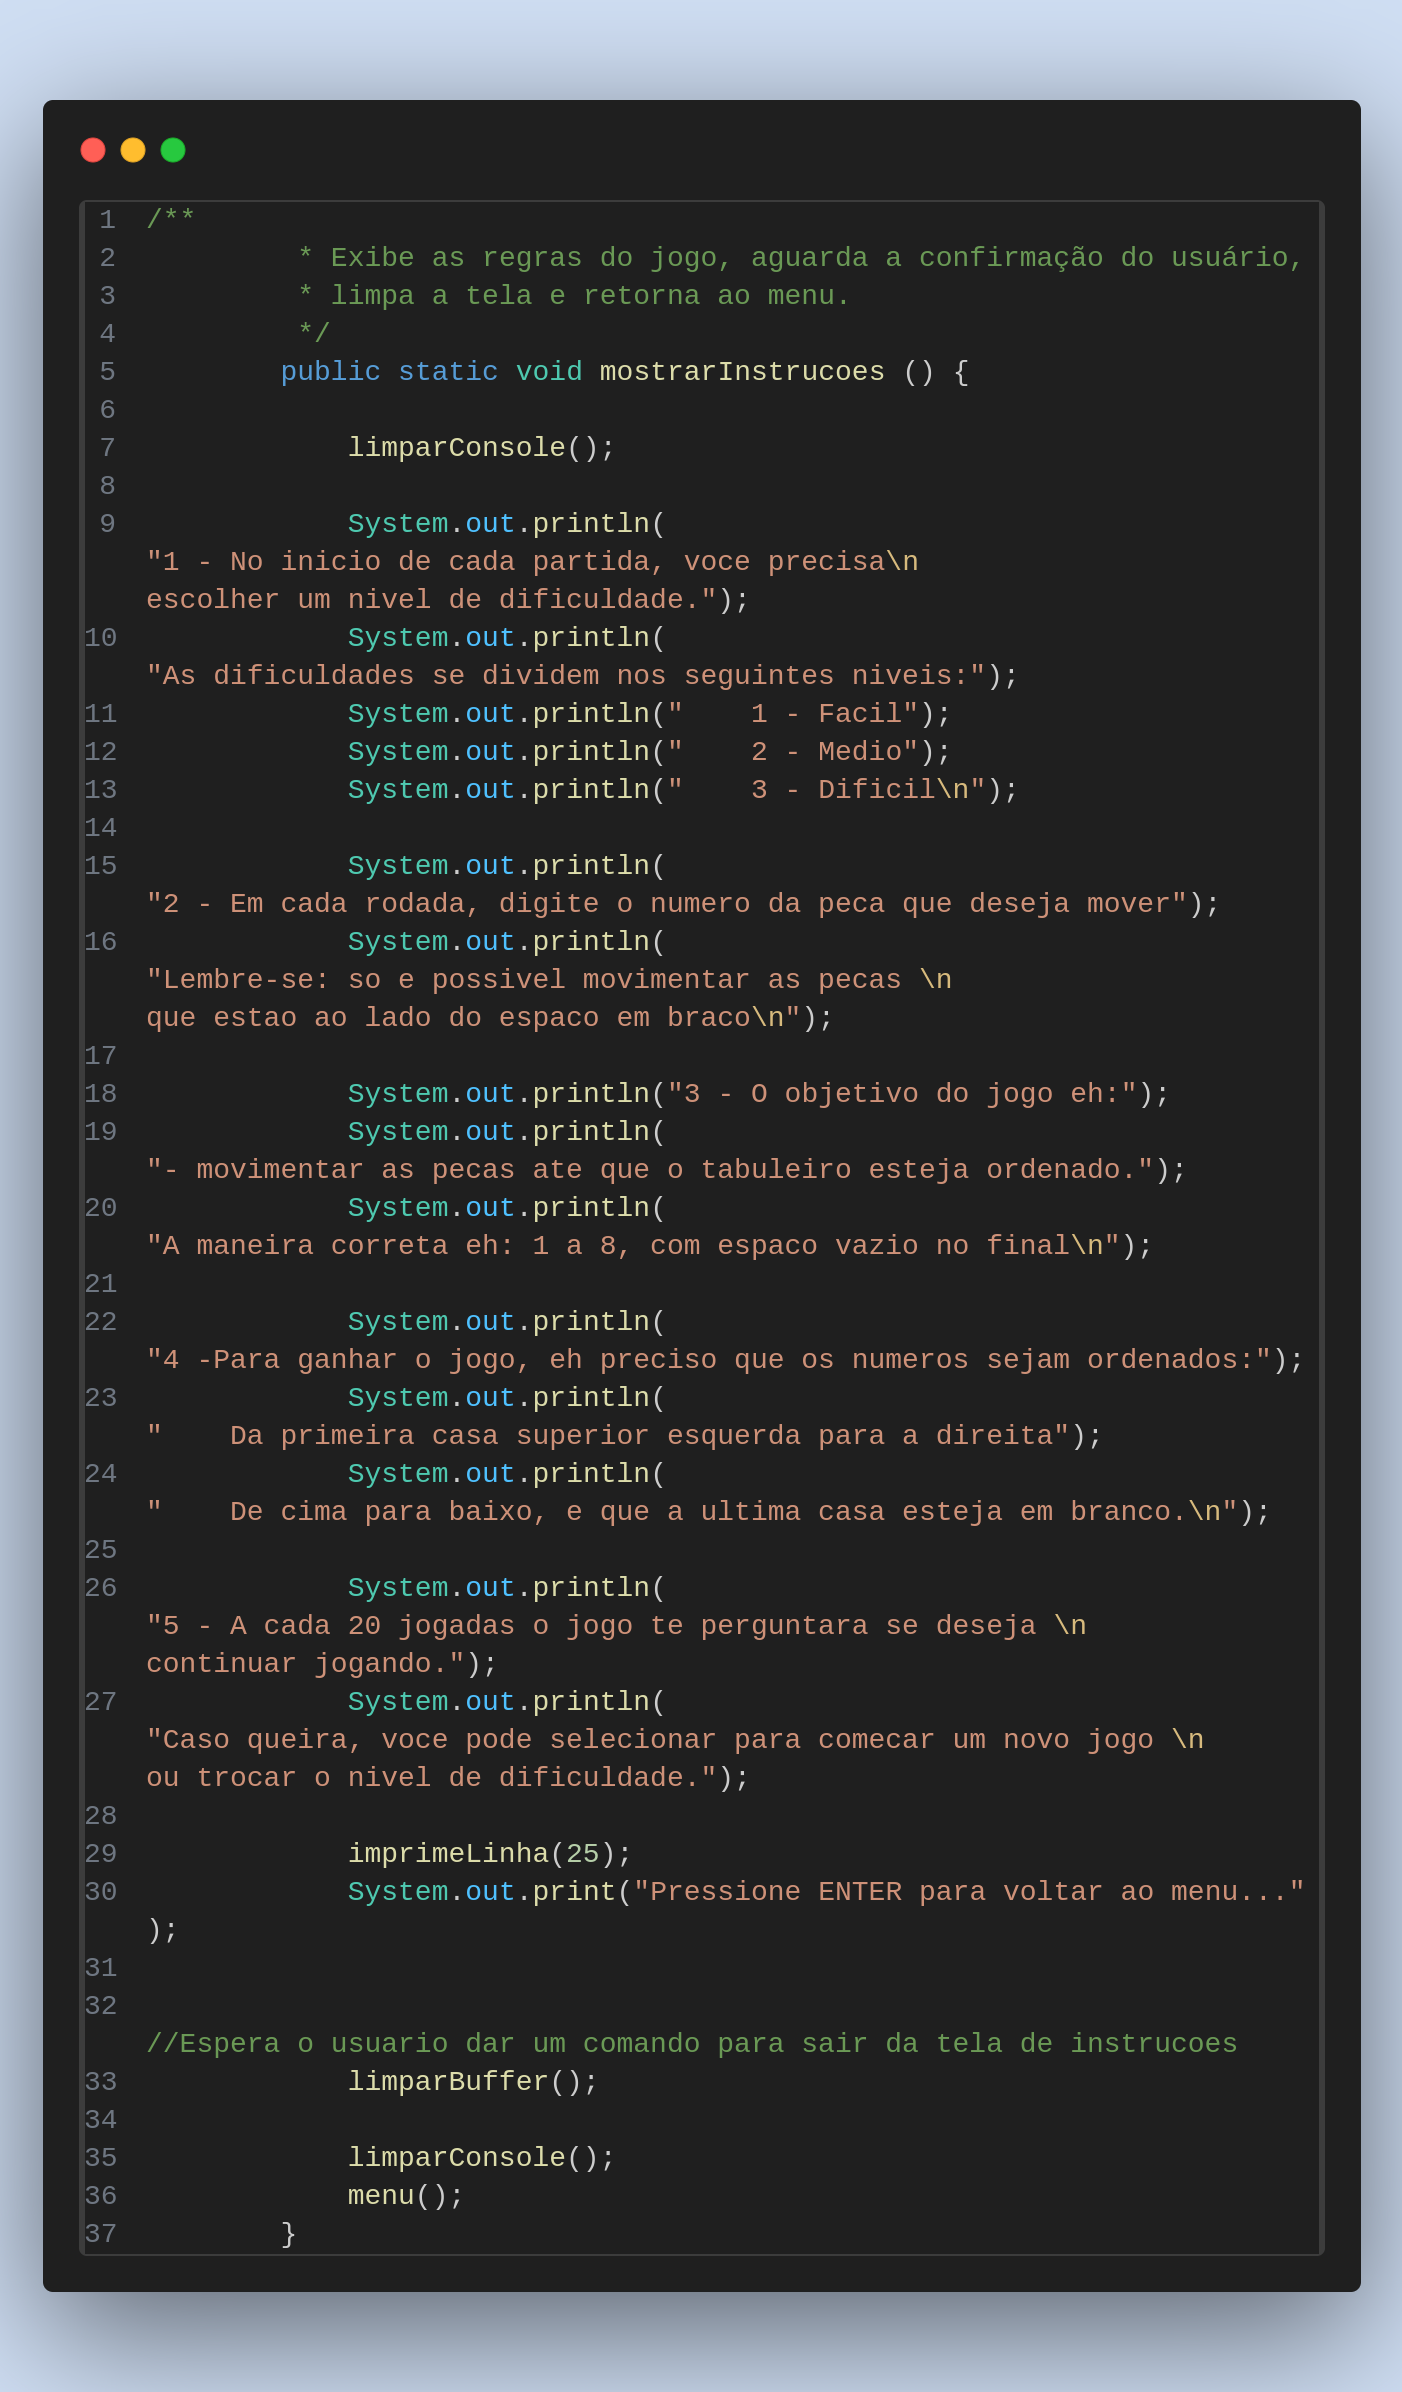 1 /**
2          * Exibe as regras do jogo, aguarda a confirmação do usuário,
3          * limpa a tela e retorna ao menu.
4          */
5         public static void mostrarInstrucoes () {
6
7             limparConsole();
8
9             System.out.println(
"1 - No inicio de cada partida, voce precisa\n
escolher um nivel de dificuldade.");
10             System.out.println(
"As dificuldades se dividem nos seguintes niveis:");
11             System.out.println("    1 - Facil");
12             System.out.println("    2 - Medio");
13             System.out.println("    3 - Dificil\n");
14
15             System.out.println(
"2 - Em cada rodada, digite o numero da peca que deseja mover");
16             System.out.println(
"Lembre-se: so e possivel movimentar as pecas \n
que estao ao lado do espaco em braco\n");
17
18             System.out.println("3 - O objetivo do jogo eh:");
19             System.out.println(
"- movimentar as pecas ate que o tabuleiro esteja ordenado.");
20             System.out.println(
"A maneira correta eh: 1 a 8, com espaco vazio no final\n");
21
22             System.out.println(
"4 -Para ganhar o jogo, eh preciso que os numeros sejam ordenados:");
23             System.out.println(
"    Da primeira casa superior esquerda para a direita");
24             System.out.println(
"    De cima para baixo, e que a ultima casa esteja em branco.\n");
25
26             System.out.println(
"5 - A cada 20 jogadas o jogo te perguntara se deseja \n
continuar jogando.");
27             System.out.println(
"Caso queira, voce pode selecionar para comecar um novo jogo \n
ou trocar o nivel de dificuldade.");
28
29             imprimeLinha(25);
30             System.out.print("Pressione ENTER para voltar ao menu..."
);
31
32
//Espera o usuario dar um comando para sair da tela de instrucoes
33             limparBuffer();
34
35             limparConsole();
36             menu();
37         }